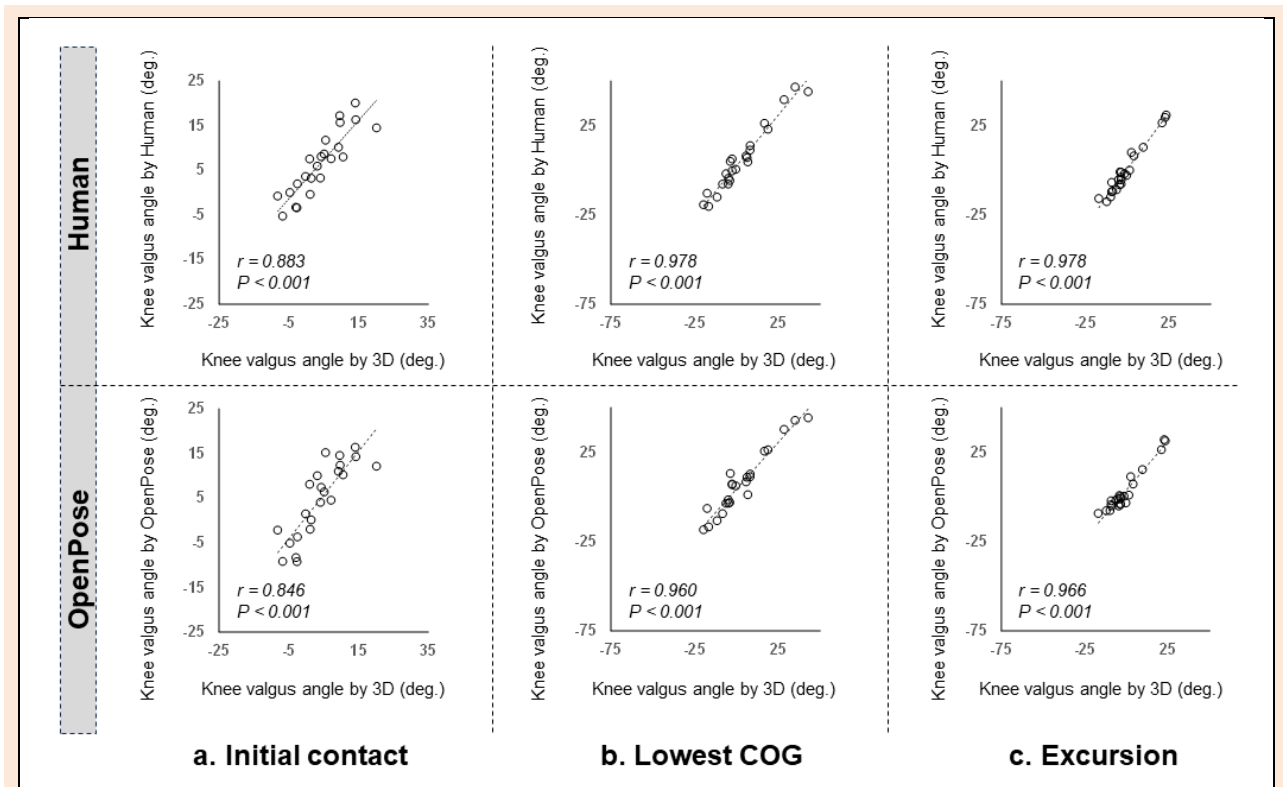 Human
Knee valgus angle by Human (deg.)
25
15
5
-5
-15
-25
r = 0.883
P < 0.001
-25 -5 15 35
Knee valgus angle by 3D (deg.)
Knee valgus angle by Human (deg.)
25
-25
-75
r = 0.978
P < 0.001
-75 -25 25
Knee valgus angle by 3D (deg.)
Knee valgus angle by Human (deg.)
25
-25
-75
r = 0.978
P < 0.001
-75 -25 25
Knee valgus angle by 3D (deg.)
OpenPose
Knee valgus angle by OpenPose (deg.)
25
15
5
-5
-15
-25
r = 0.846
P < 0.001
-25 -5 15 35
Knee valgus angle by 3D (deg.)
Knee valgus angle by OpenPose (deg.)
25
-25
-75
r = 0.960
P < 0.001
-75 -25 25
Knee valgus angle by 3D (deg.)
Knee valgus angle by OpenPose (deg.)
25
-25
-75
r = 0.966
P < 0.001
-75 -25 25
Knee valgus angle by 3D (deg.)
a. Initial contact
b. Lowest COG
c. Excursion